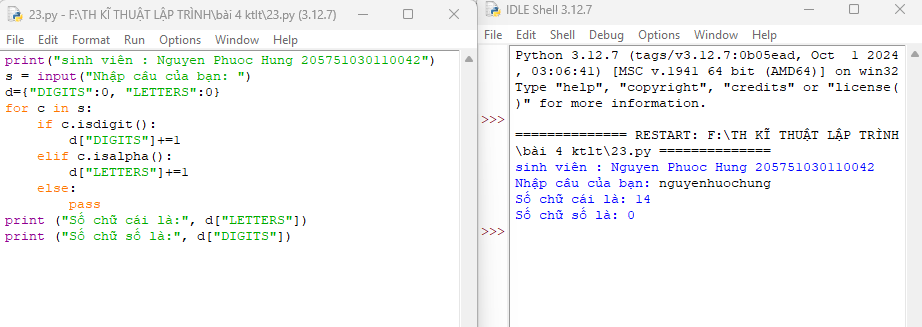 23.py - F:\TH KĨ THUẬT LẬP TRÌNH\bài 4 ktlt\23.py (3.12.7)
File Edit Format Run Options Window Help
print("sinh viên : Nguyen Phuoc Hung 205751030110042")
s = input("Nhập câu của bạn: ")
d={"DIGITS":0, "LETTERS":0}
for c in s:
    if c.isdigit():
        d["DIGITS"]+=1
    elif c.isalpha():
        d["LETTERS"]+=1
    else:
        pass
print ("Số chữ cái là:", d["LETTERS"])
print ("Số chữ số là:", d["DIGITS"])
IDLE Shell 3.12.7
File Edit Shell Debug Options Window Help
Python 3.12.7 (tags/v3.12.7:0b05ead, Oct  1 2024
, 03:06:41) [MSC v.1941 64 bit (AMD64)] on win32
Type "help", "copyright", "credits" or "license(
)" for more information.
>>>
============== RESTART: F:\TH KĨ THUẬT LẬP TRÌNH
\bài 4 ktlt\23.py ==============
sinh viên : Nguyen Phuoc Hung 205751030110042
Nhập câu của bạn: nguyenhuochung
Số chữ cái là: 14
Số chữ số là: 0
>>>